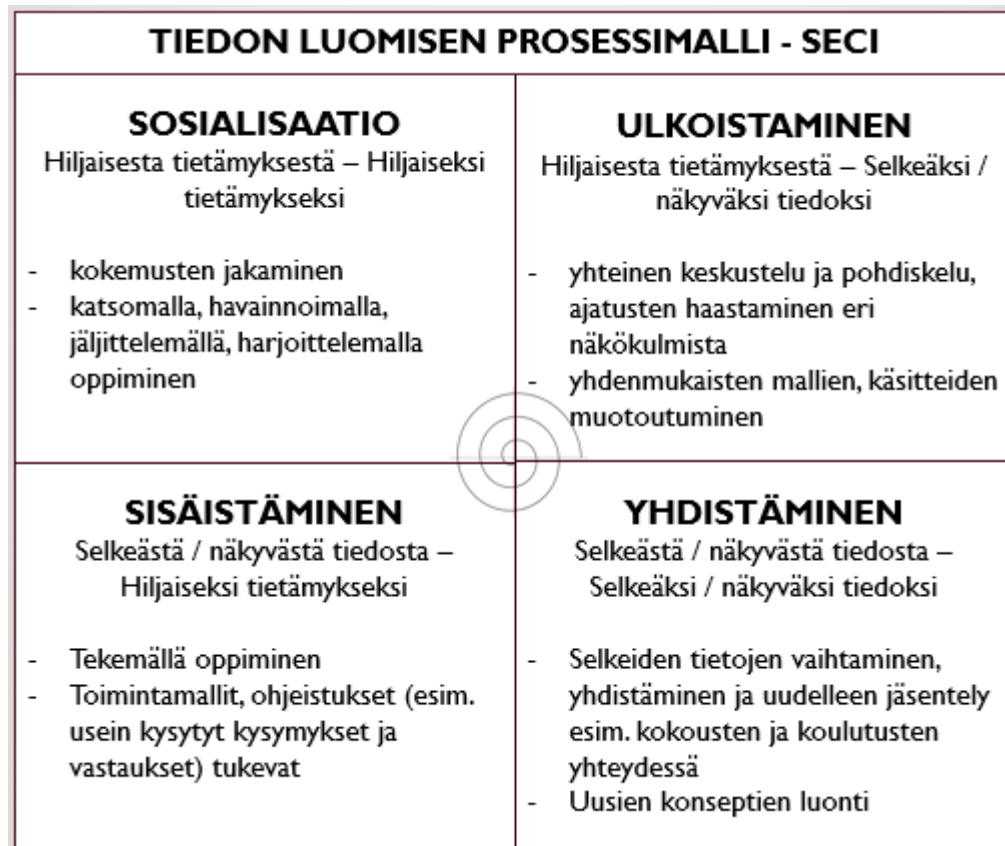 TIEDON LUOMISEN PROSESSIMALLI - SECI
SOSIALISAATIO
Hiljaisesta tietämyksestä – Hiljaiseksi
tietämykseksi
- kokemusten jakaminen
- katsomalla, havainnoimalla,
jäljittelemällä, harjoittelemalla
oppiminen
ULKOISTAMINEN
Hiljaisesta tietämyksestä – Selkeäksi /
näkyväksi tiedoksi
- yhteinen keskustelu ja pohdiskelu,
ajatusten haastaminen eri
näkökulmista
- yhdenmukaisten mallien, käsitteiden
muotoutuminen
SISÄISTÄMINEN
Selkeästä / näkyvästä tiedosta –
Hiljaiseksi tietämykseksi
- Tekemällä oppiminen
- Toimintamallit, ohjeistukset (esim.
usein kysytyt kysymykset ja
vastaukset) tukevat
YHDISTÄMINEN
Selkeästä / näkyvästä tiedosta –
Selkeäksi / näkyväksi tiedoksi
- Selkeiden tietojen vaihtaminen,
yhdistäminen ja uudelleen jäsentely
esim. kokousten ja koulutusten
yhteydessä
- Uusien konseptien luonti